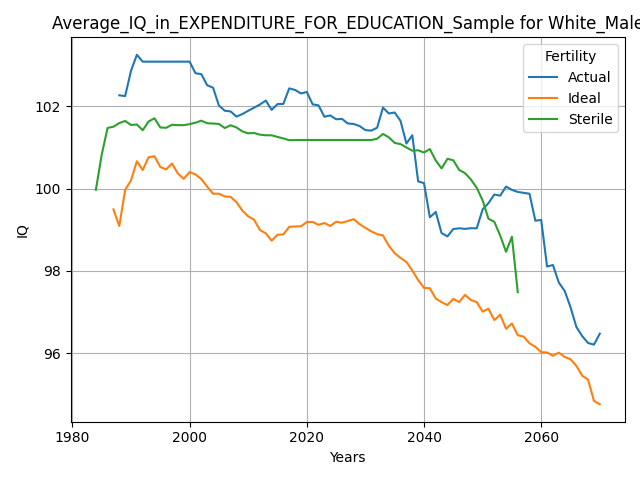 Average_IQ_in_EXPENDITURE_FOR_EDUCATION_Sample for White_Male
Fertility
Actual
Ideal
Sterile
IQ
102
100
98
96
1980
2000
2020
2040
2060
Years